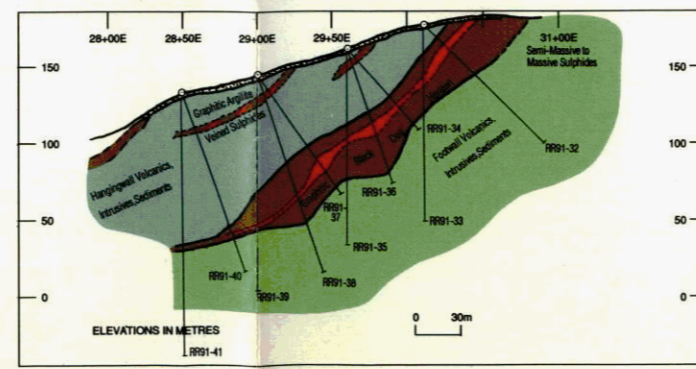 28+00E
28+50E
29+00E
29+50E
31+00E
Semi-Massive to
Massive Sulphides
150
150
100
100
50
50
0
0
Graphitic Argillite
Veined Sulphides
Hangingwall Volcanics,
Intrusives, Sediments
Black
Footwall Volcanics,
Intrusives, Sediments
RR91-34
RR91-32
RR91-36
RR91-
37
RR91-33
RR91-35
RR91-40
RR91-38
RR91-39
RR91-41
0 30m
ELEVATIONS IN METRES